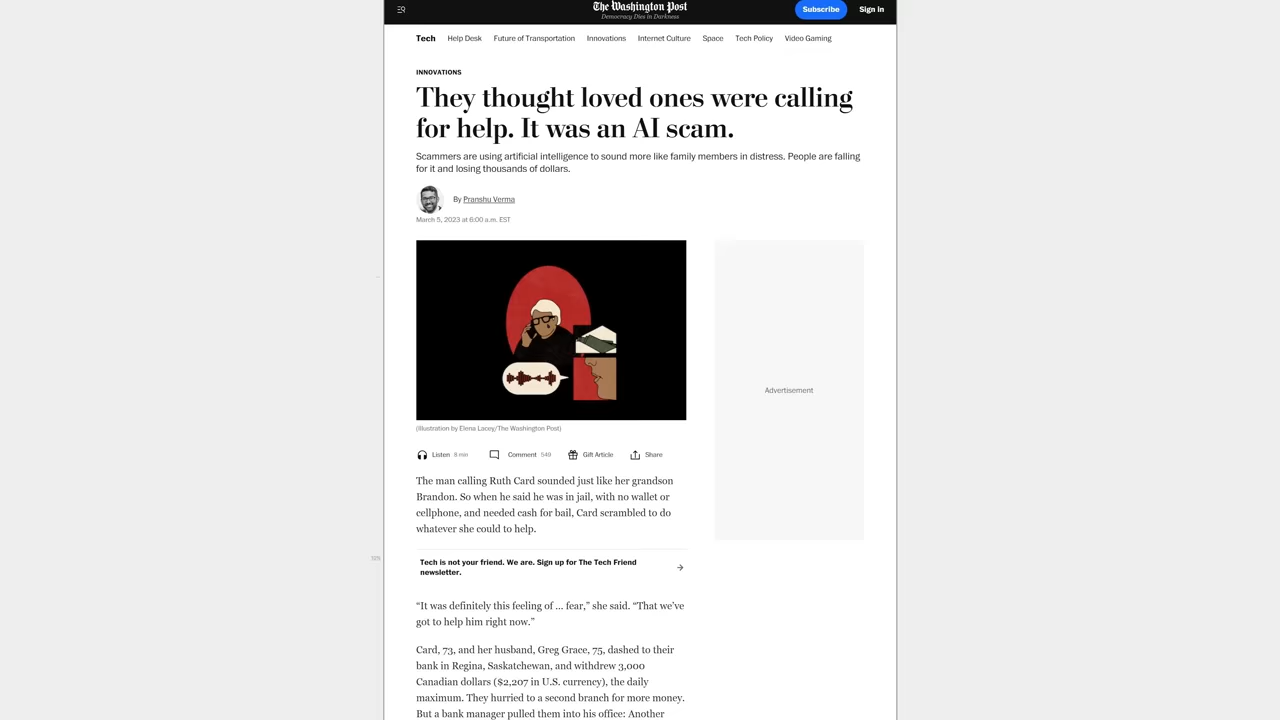 The Washington Post
Democracy Dies in Darkness
Subscribe
Sign in
Tech
Help Desk
Future of Transportation
Innovations
Internet Culture
Space
Tech Policy
Video Gaming
INNOVATIONS
They thought loved ones were calling
for help. It was an AI scam.
Scammers are using artificial intelligence to sound more like family members in distress. People are falling
for it and losing thousands of dollars.
By Pranshu Verma
March 5, 2023 at 6:00 a.m. EST
Advertisement
(Illustration by Elena Lacey/The Washington Post)
Listen 8 min
Comment 549
Gift Article
Share
The man calling Ruth Card sounded just like her grandson
Brandon. So when he said he was in jail, with no wallet or
cellphone, and needed cash for bail, Card scrambled to do
whatever she could to help.
Tech is not your friend. We are. Sign up for The Tech Friend
newsletter.
“It was definitely this feeling of ... fear,” she said. “That we’ve
got to help him right now.”
Card, 73, and her husband, Greg Grace, 75, dashed to their
bank in Regina, Saskatchewan, and withdrew 3,000
Canadian dollars ($2,207 in U.S. currency), the daily
maximum. They hurried to a second branch for more money.
But a bank manager pulled them into his office: Another